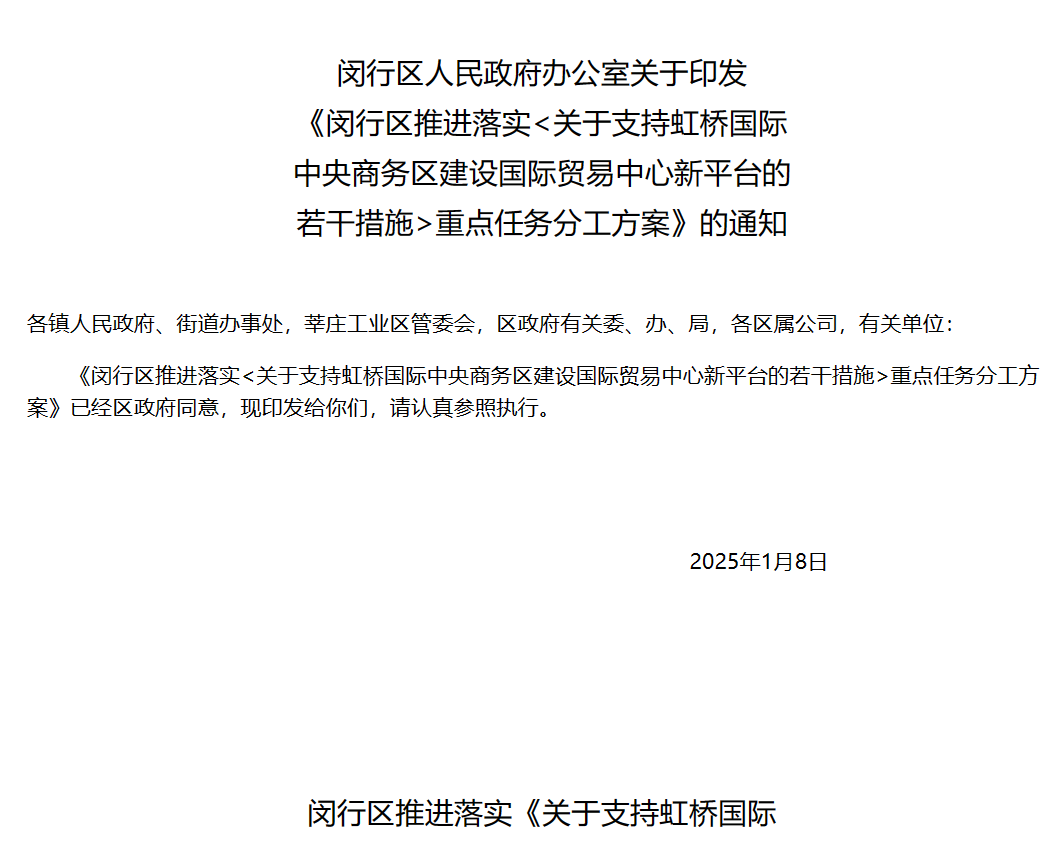 闵行区人民政府办公室关于印发
《闵行区推进落实<关于支持虹桥国际
中央商务区建设国际贸易中心新平台的
若干措施>重点任务分工方案》的通知
各镇人民政府、街道办事处，莘庄工业区管委会，区政府有关委、办、局，各区属公司，有关单位：
《闵行区推进落实<关于支持虹桥国际中央商务区建设国际贸易中心新平台的若干措施>重点任务分工方
案》已经区政府同意，现印发给你们，请认真参照执行。
2025年1月8日
闵行区推进落实《关于支持虹桥国际